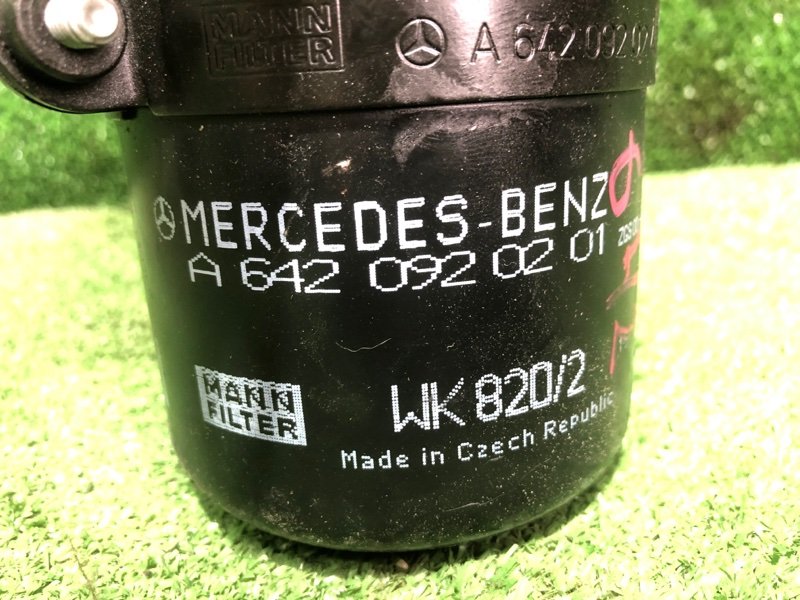 MANN
FILTER
A 642 092 02
MERCEDES-BENZ
A 642 092 02 01
MANN
FILTER
WK 820/2
Made in Czech Republic